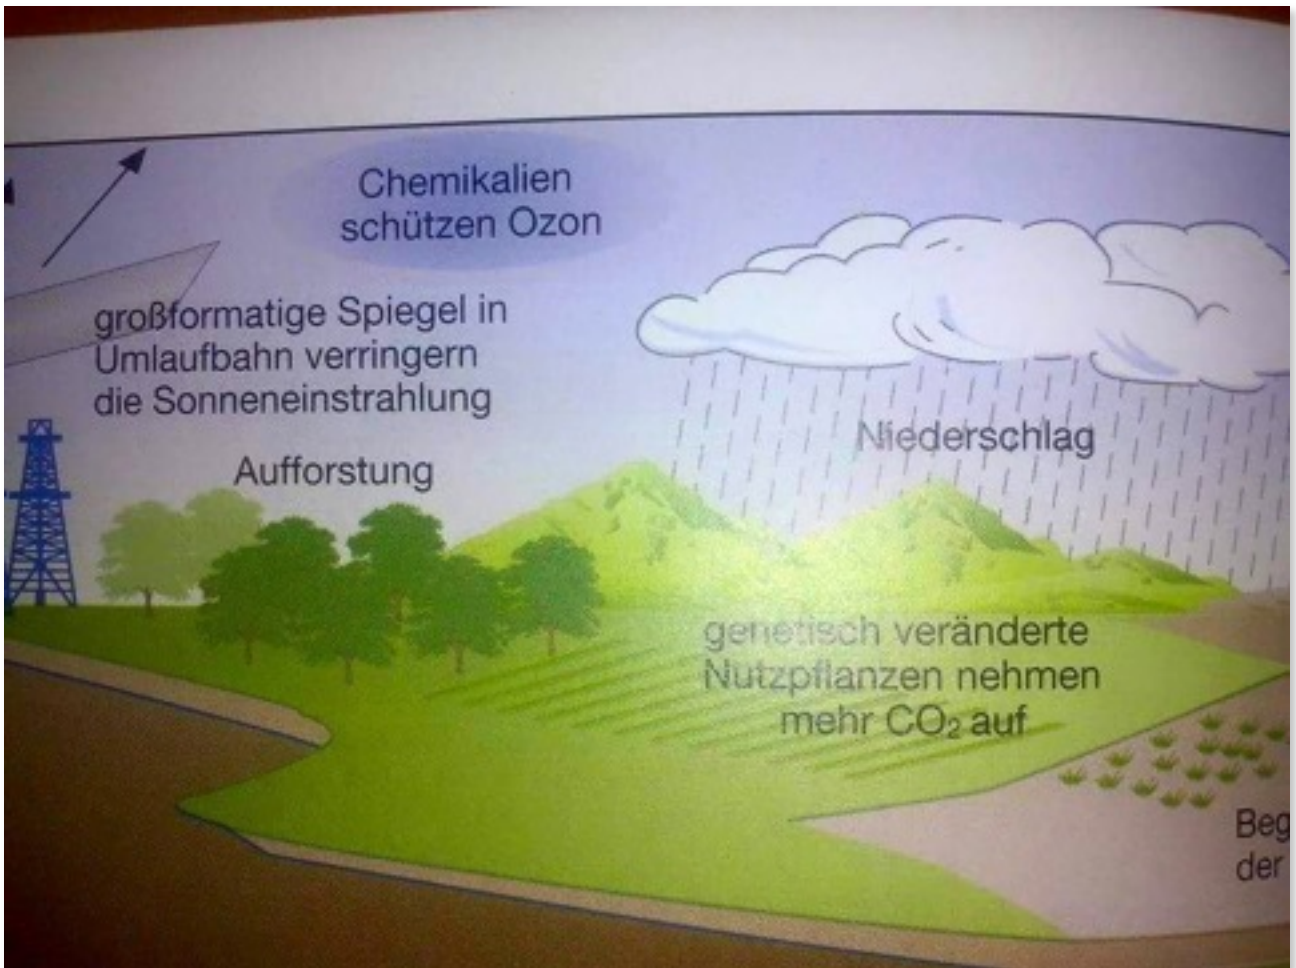 Chemikalien
schützen Ozon
großformatige Spiegel in
Umlaufbahn verringern
die Sonneneinstrahlung
Niederschlag
Aufforstung
genetisch veränderte
Nutzpflanzen nehmen
mehr CO₂ auf
der